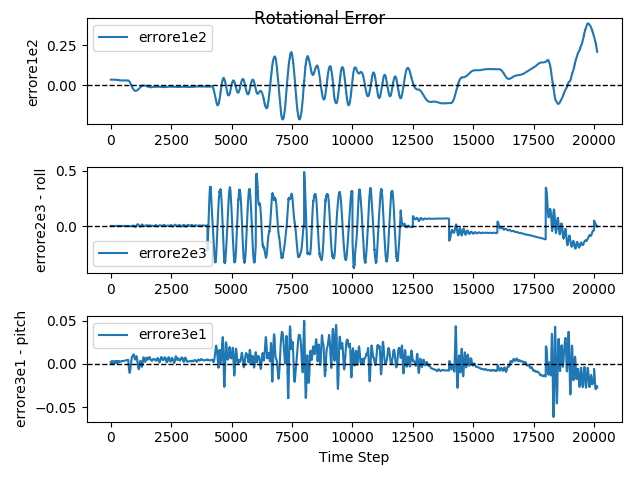 Rotational Error
errore1e2
0.25
0.00
errore1e2
0 2500 5000 7500 10000 12500 15000 17500 20000
errore2e3 - roll
0.5
0.0
errore2e3
0 2500 5000 7500 10000 12500 15000 17500 20000
errore3e1 - pitch
0.05
0.00
−0.05
errore3e1
0 2500 5000 7500 10000 12500 15000 17500 20000
Time Step